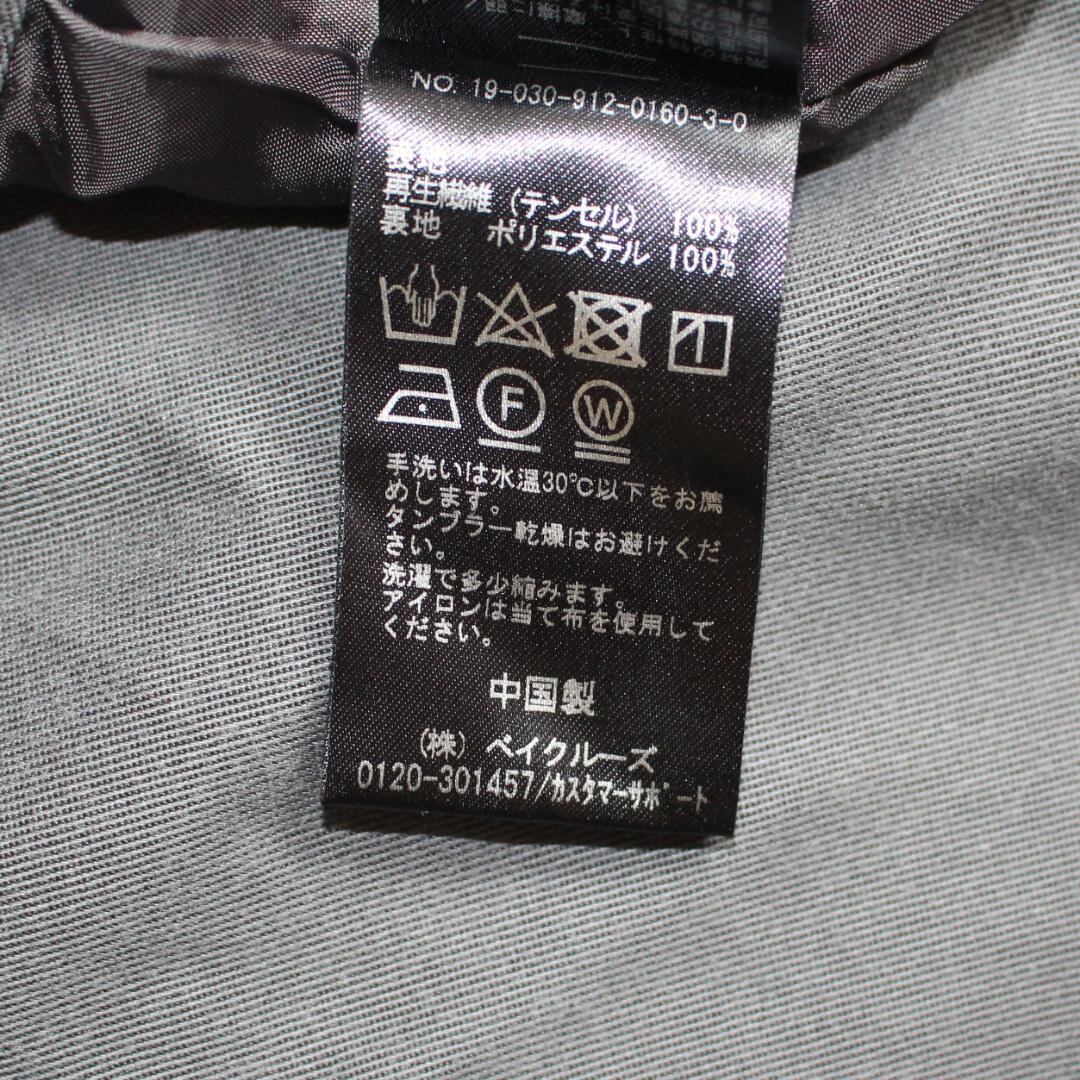 NO. 19-030-912-0160-3-0
表地
再生繊維 (テンセル) 100%
裏地 ポリエステル 100%
F W
手洗いは水温30℃以下をお薦
めします。
タンブラー乾燥はお避けくだ
さい。
洗濯で多少縮みます。
アイロンは当て布を使用して
ください。
中国製
(株) ベイクルーズ
0120-301457/カスタマーサポート